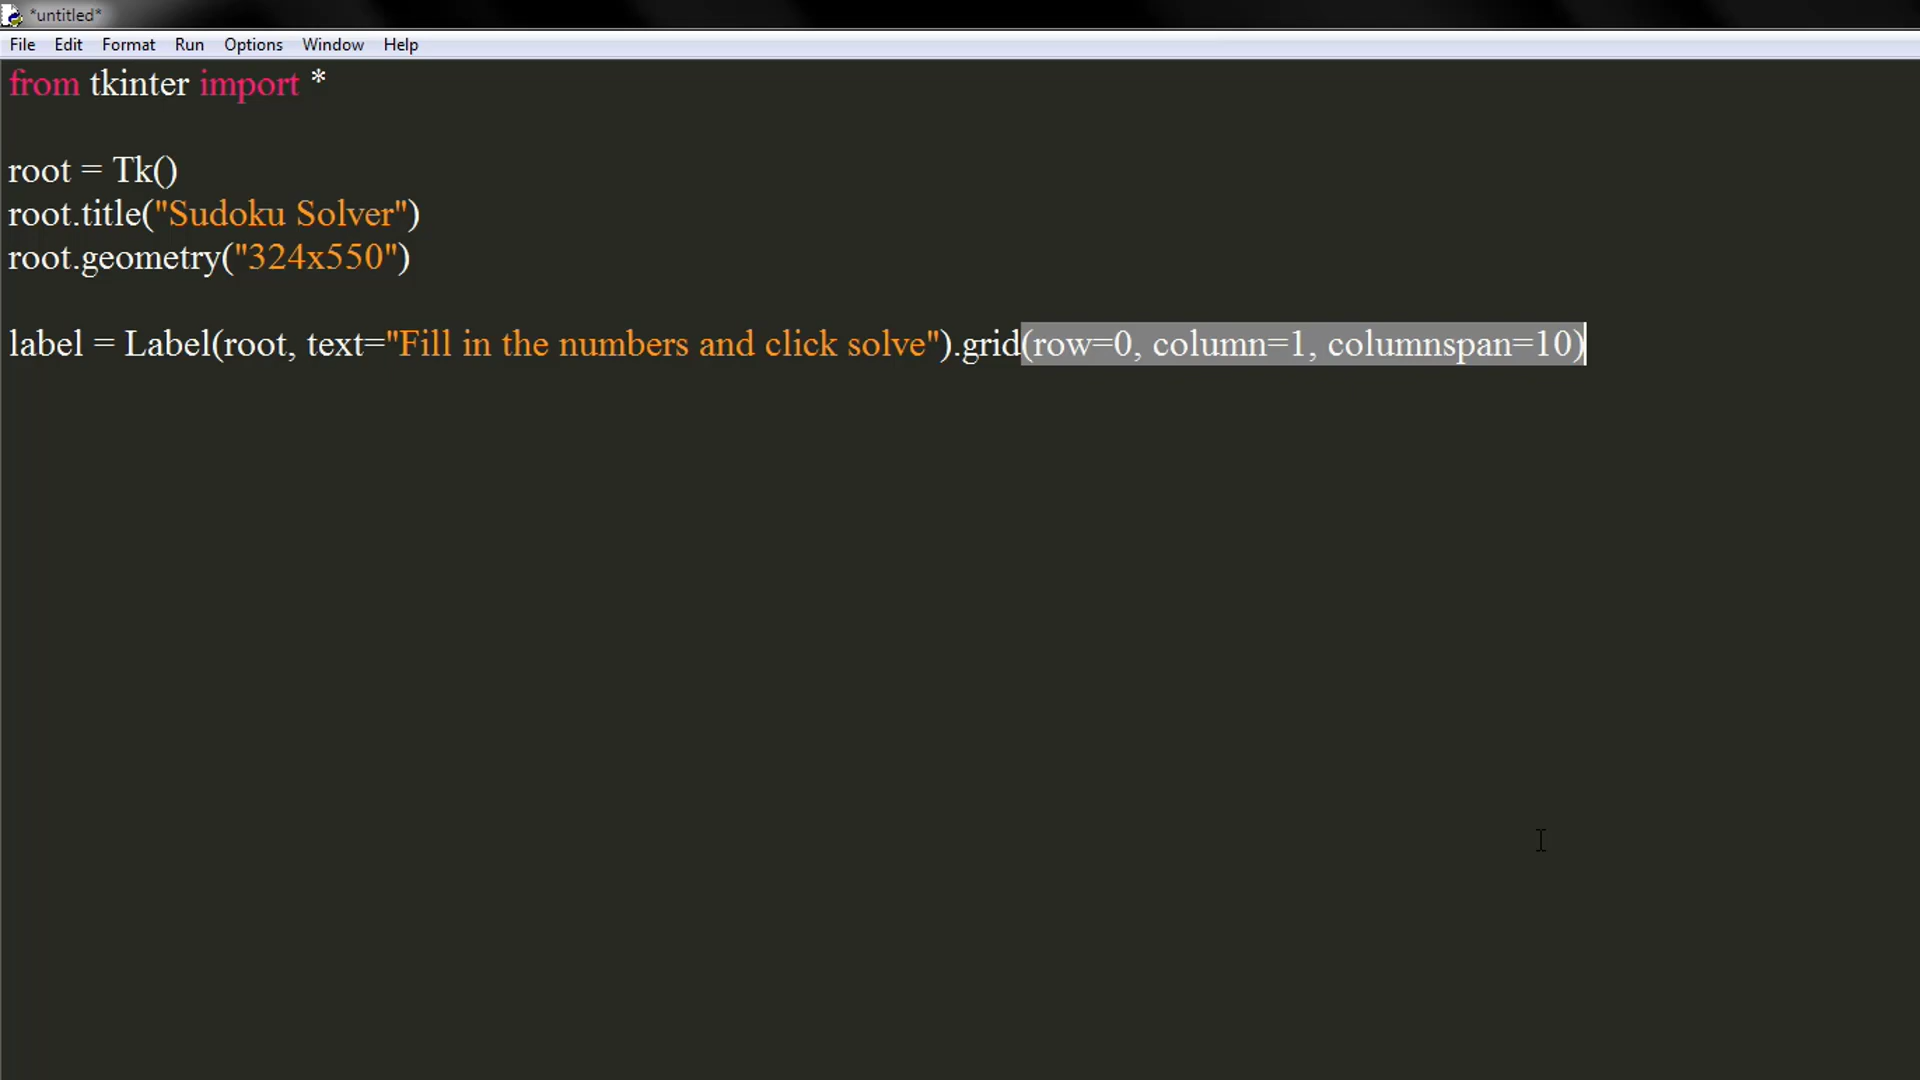 *untitled*
File Edit Format Run Options Window Help
from tkinter import *
root = Tk()
root.title("Sudoku Solver")
root.geometry("324x550")
label = Label(root, text="Fill in the numbers and click solve").grid(row=0, column=1, columnspan=10)